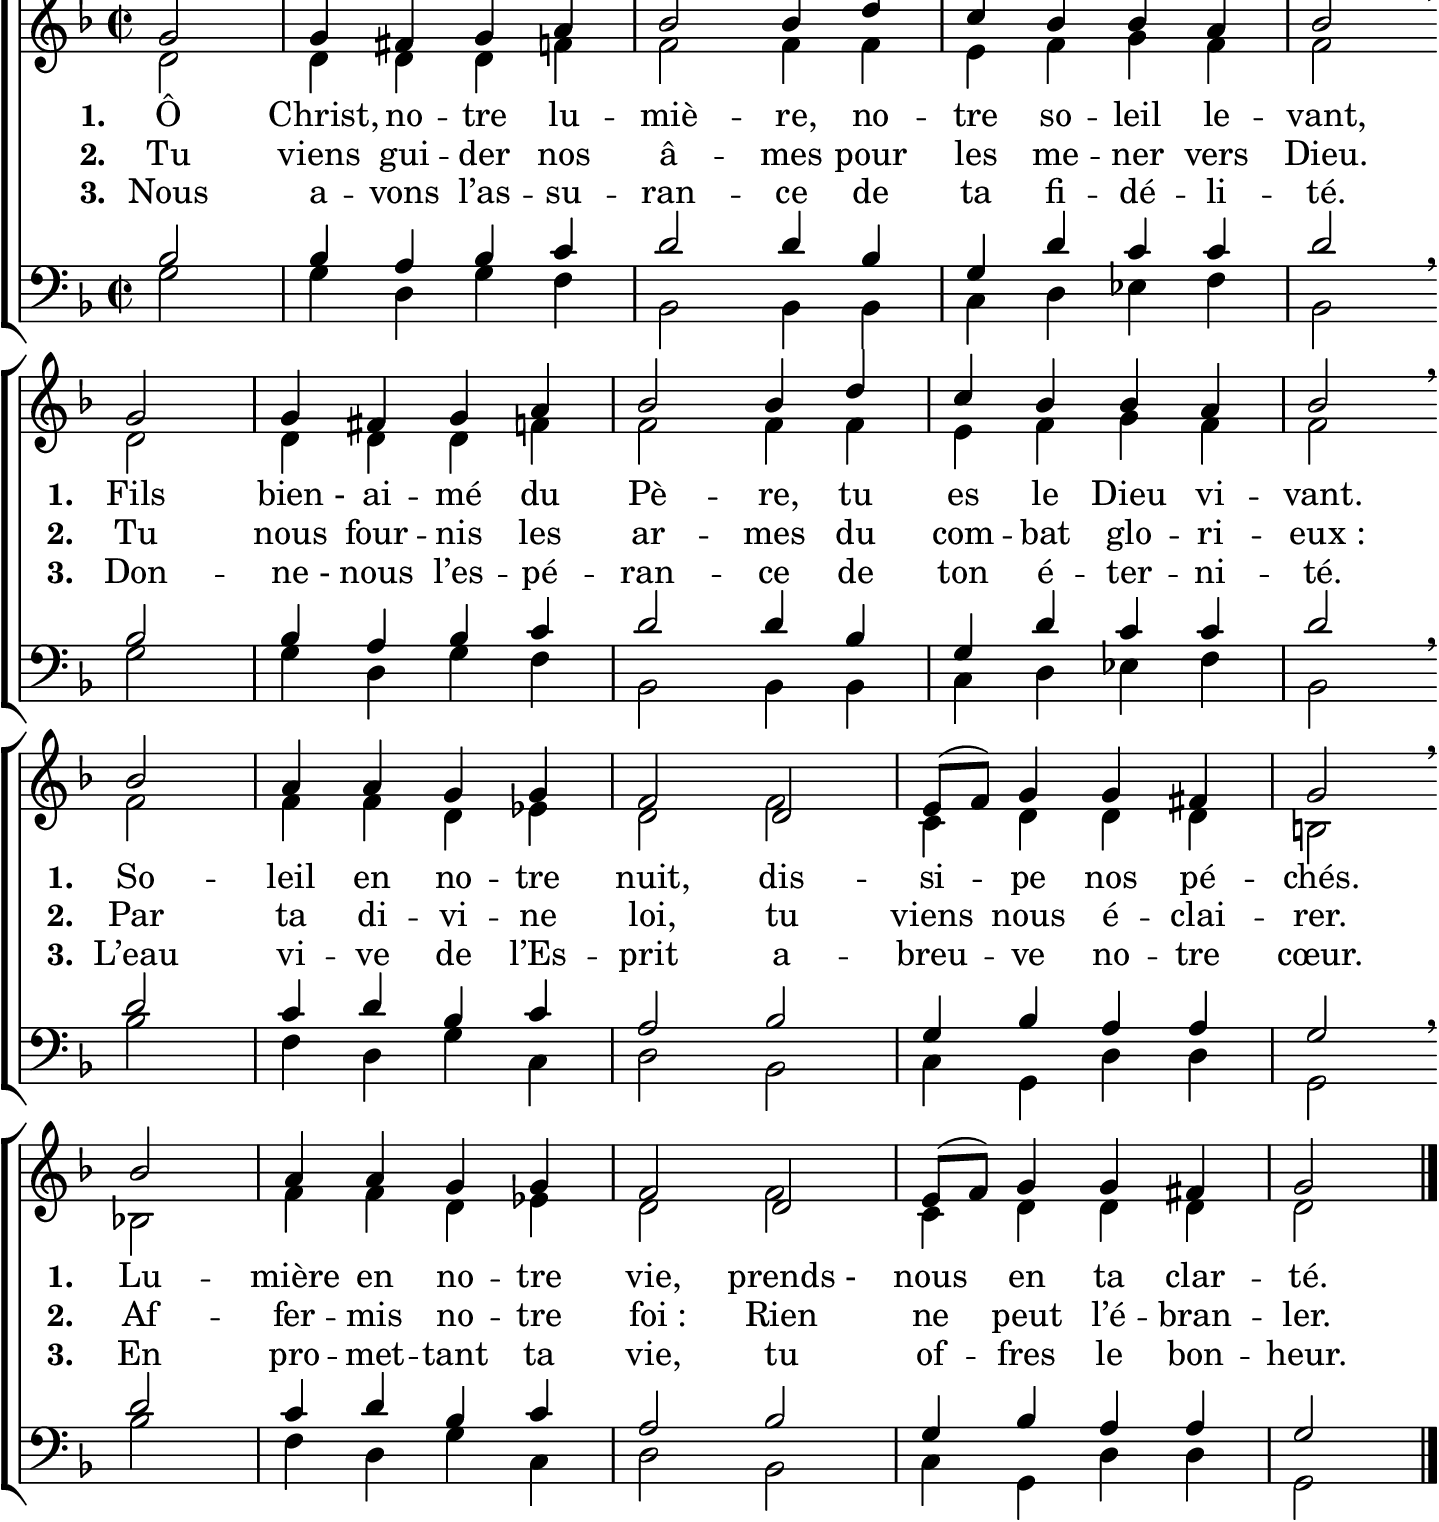 1. Ô Christ, no -- tre lu -- miè -- re, no -- tre so -- leil le -- vant,
2. Tu viens gui -- der nos â -- mes pour les me -- ner vers Dieu.
3. Nous a -- vons l’as -- su -- ran -- ce de ta fi -- dé -- li -- té.
1. Fils bien - ai -- mé du Pè -- re, tu es le Dieu vi -- vant.
2. Tu nous four -- nis les ar -- mes du com -- bat glo -- ri -- eux :
3. Don -- ne - nous l’es -- pé -- ran -- ce de ton é -- ter -- ni -- té.
1. So -- leil en no -- tre nuit, dis -- si -- pe nos pé -- chés.
2. Par ta di -- vi -- ne loi, tu viens nous é -- clai -- rer.
3. L’eau vi -- ve de l’Es -- prit a -- breu -- ve no -- tre cœur.
1. Lu -- mière en no -- tre vie, prends - nous en ta clar -- té.
2. Af -- fer -- mis no -- tre foi : Rien ne peut l’é -- bran -- ler.
3. En pro -- met -- tant ta vie, tu of -- fres le bon -- heur.